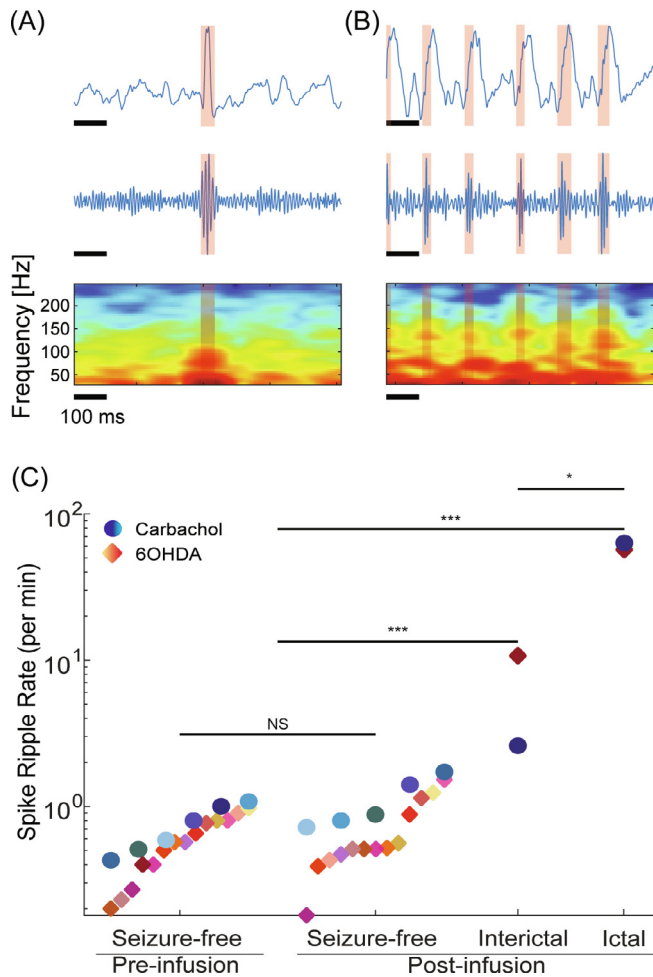 (A)
(B)
Frequency [Hz]
200
150
100
50
100 ms
(C)
Spike Ripple Rate (per min)
10²
10¹
10⁰
Carbachol
6OHDA
*
***
***
NS
Seizure-free
Seizure-free
Interictal
Ictal
Pre-infusion
Post-infusion